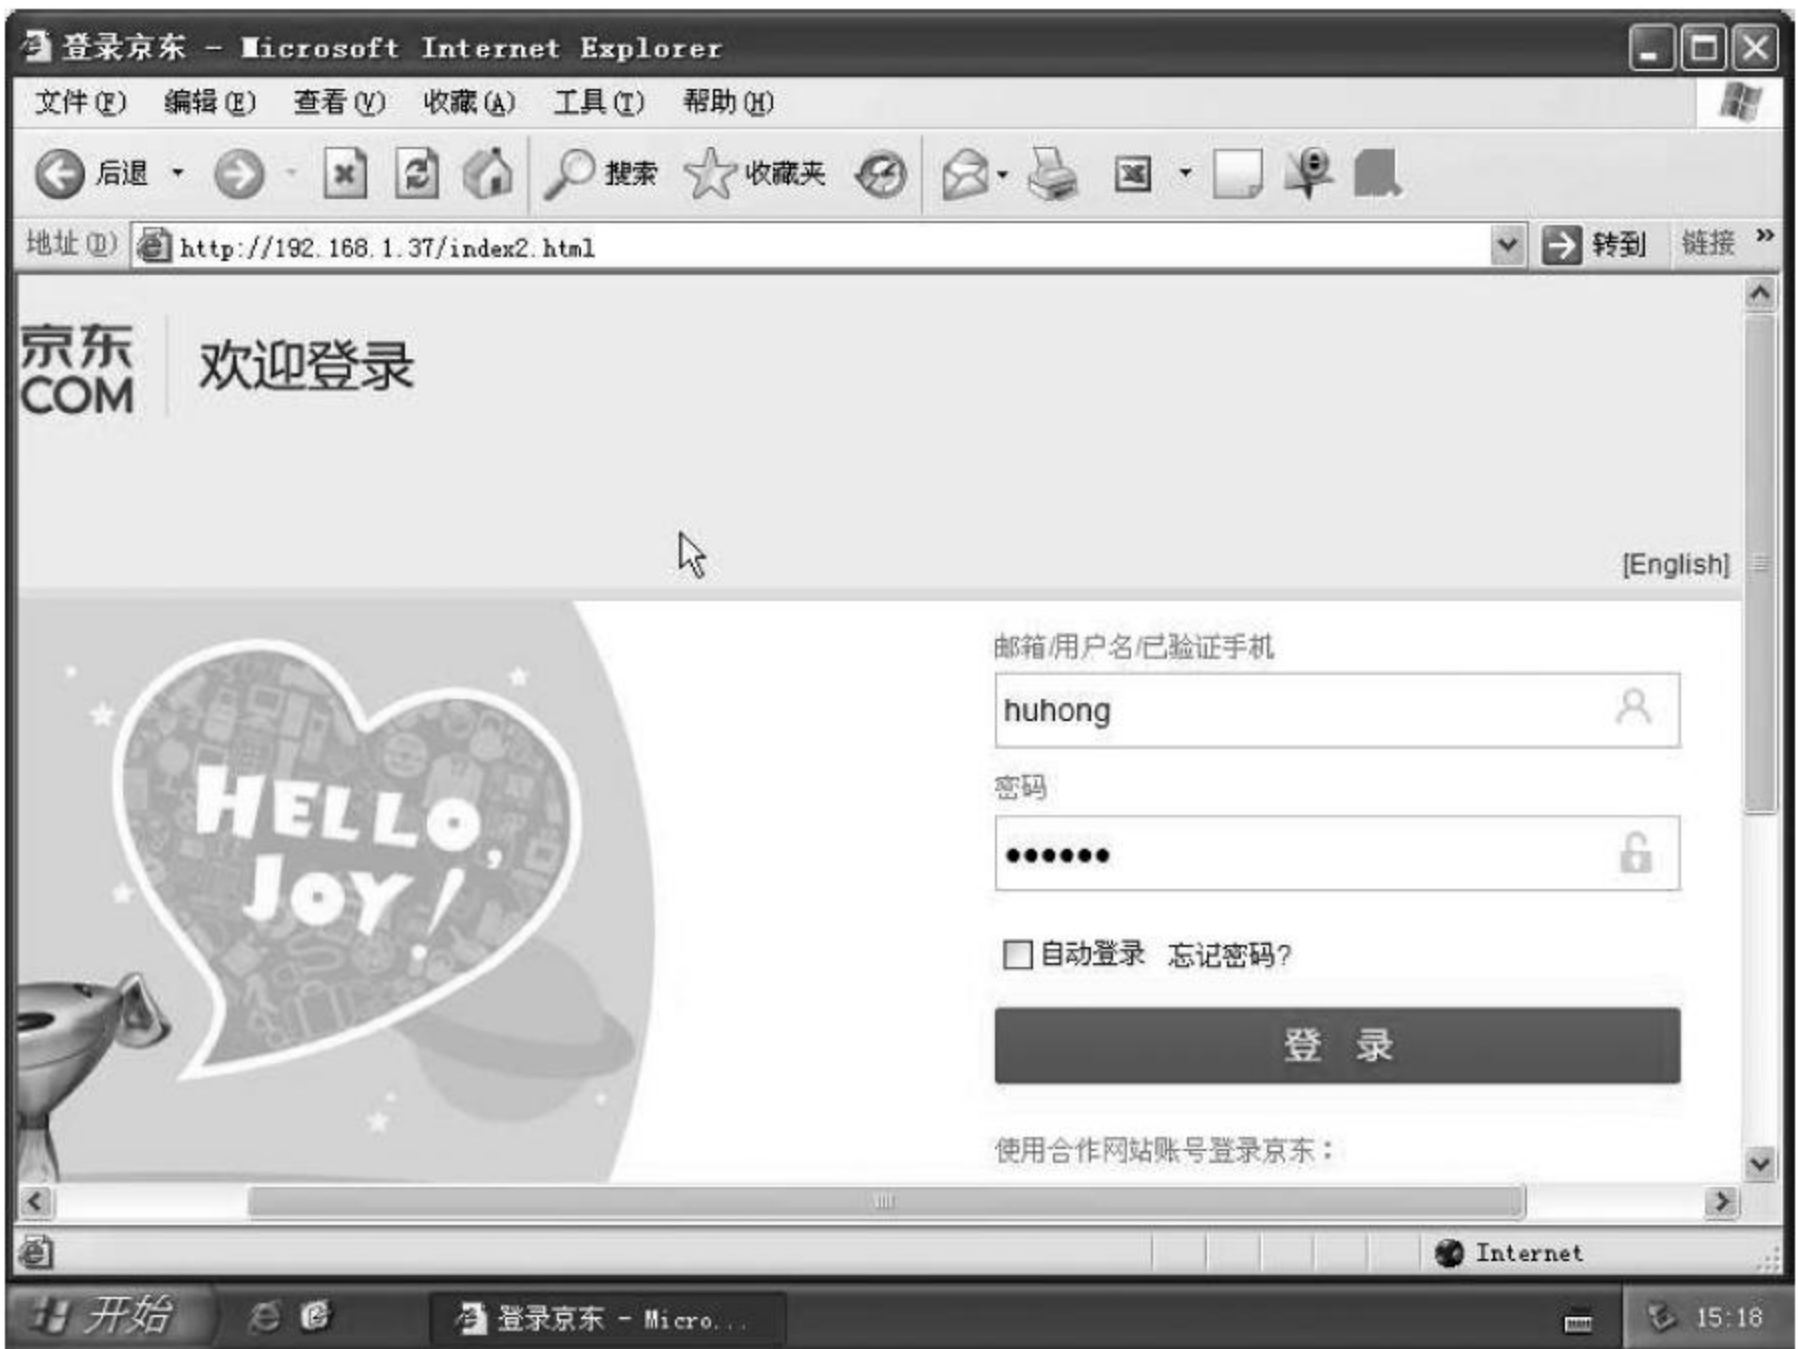 登录京东 - Microsoft Internet Explorer
文件(F) 编辑(E) 查看(V) 收藏(A) 工具(T) 帮助(H)
后退 搜索 收藏夹
地址(D) http://192.168.1.37/index2.html 转到 链接 »
京东
COM
欢迎登录
[English]
HELLO,
JOY!
邮箱/用户名/已验证手机
huhong
密码
••••••
自动登录 忘记密码?
登 录
使用合作网站账号登录京东：
Internet
开始 登录京东 - Micro... 15:18